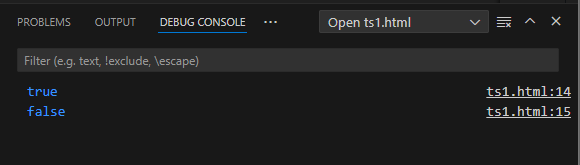 PROBLEMS OUTPUT DEBUG CONSOLE ··· Open ts1.html
Filter (e.g. text, !exclude, \escape)
true ts1.html:14
false ts1.html:15